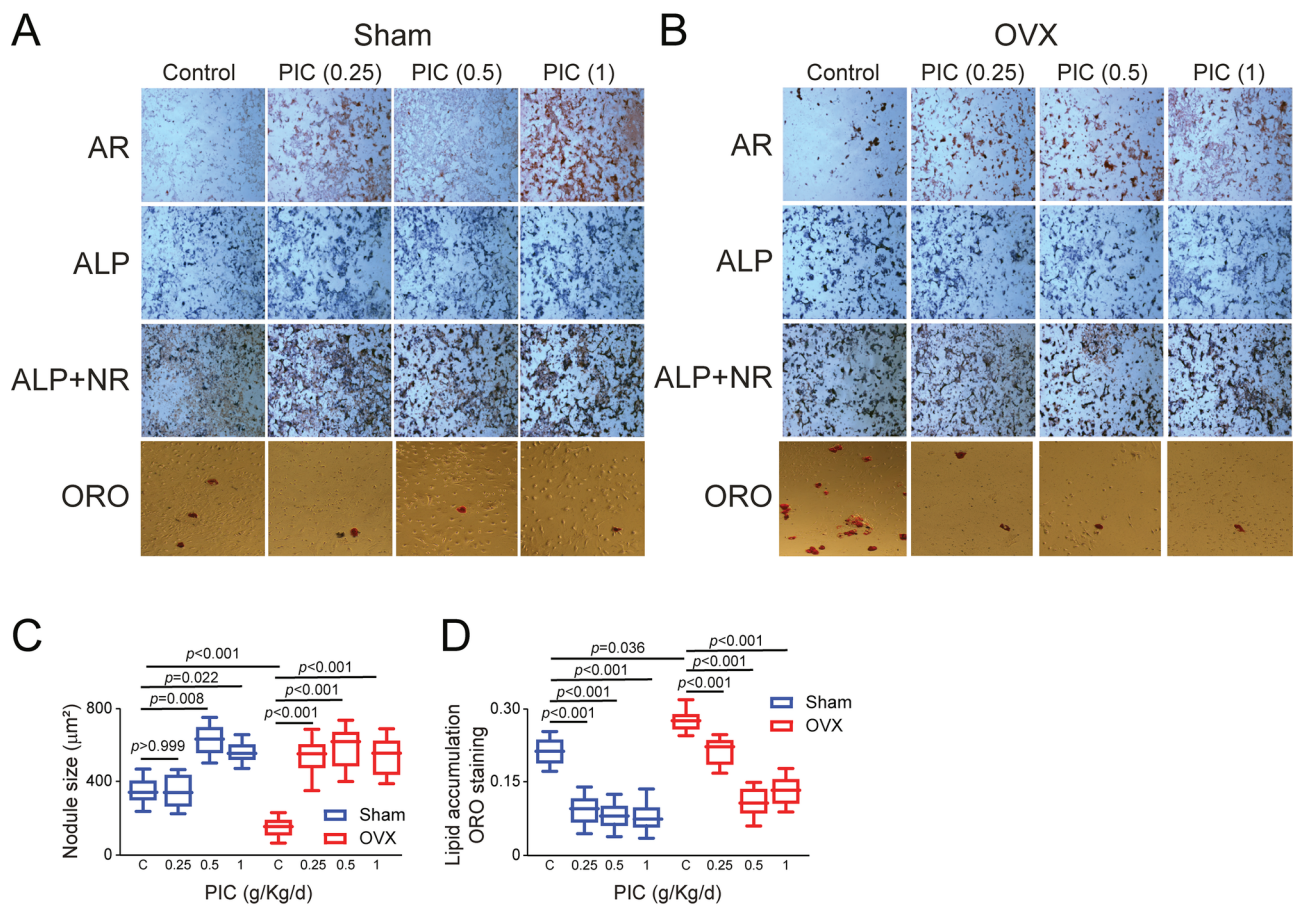 A
Sham
Control PIC (0.25) PIC (0.5) PIC (1)
AR
ALP
ALP+NR
ORO
B
OVX
Control PIC (0.25) PIC (0.5) PIC (1)
AR
ALP
ALP+NR
ORO
C
p<0.001
p=0.022
p<0.001
p=0.008
p<0.001
p>0.999
p<0.001
Nodule size (µm²)
800
400
0
Sham
OVX
C 0.25 0.5 1 C 0.25 0.5 1
PIC (g/Kg/d)
D
p=0.036
p<0.001
p<0.001
p<0.001
p<0.001
p<0.001
p<0.001
Lipid accumulation
ORO staining
0.30
0.15
0
Sham
OVX
C 0.25 0.5 1 C 0.25 0.5 1
PIC (g/Kg/d)